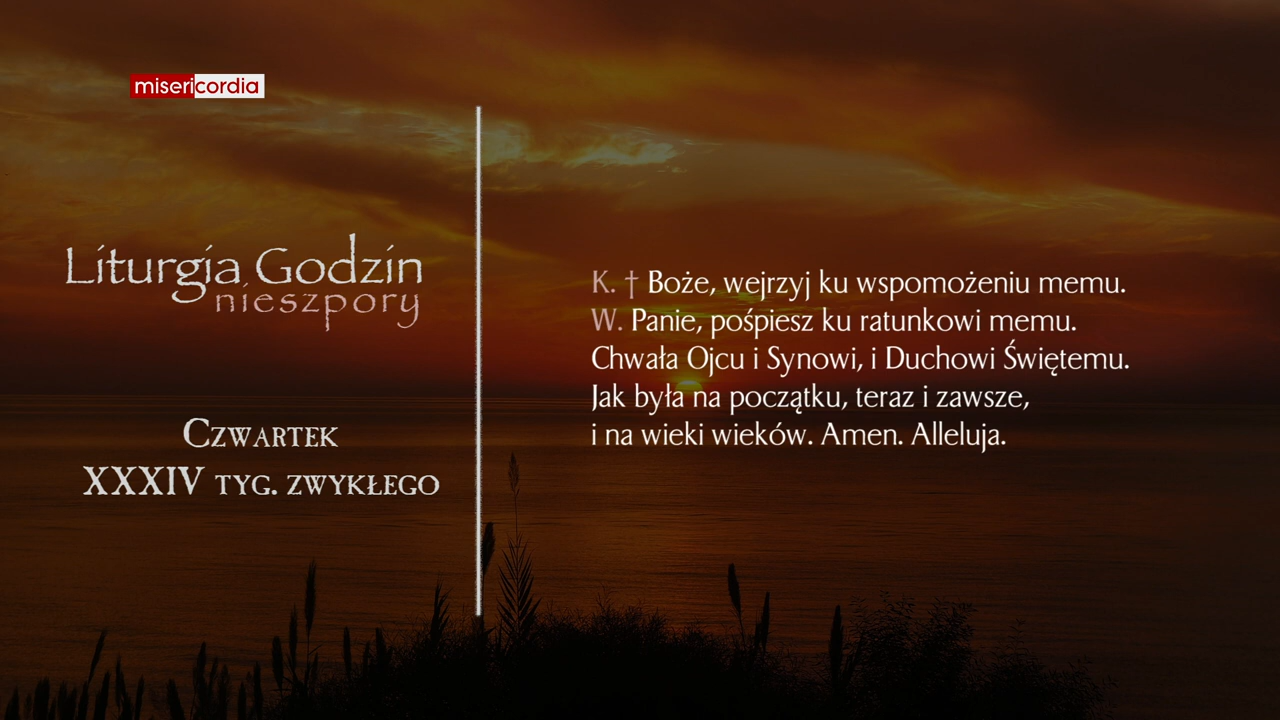 misericordia
Liturgia Godzin
nieszpory
Czwartek
XXXIV tyg. zwykłego
K. † Boże, wejrzyj ku wspomożeniu memu.
W. Panie, pośpiesz ku ratunkowi memu.
Chwała Ojcu i Synowi, i Duchowi Świętemu.
Jak była na początku, teraz i zawsze,
i na wieki wieków. Amen. Alleluja.